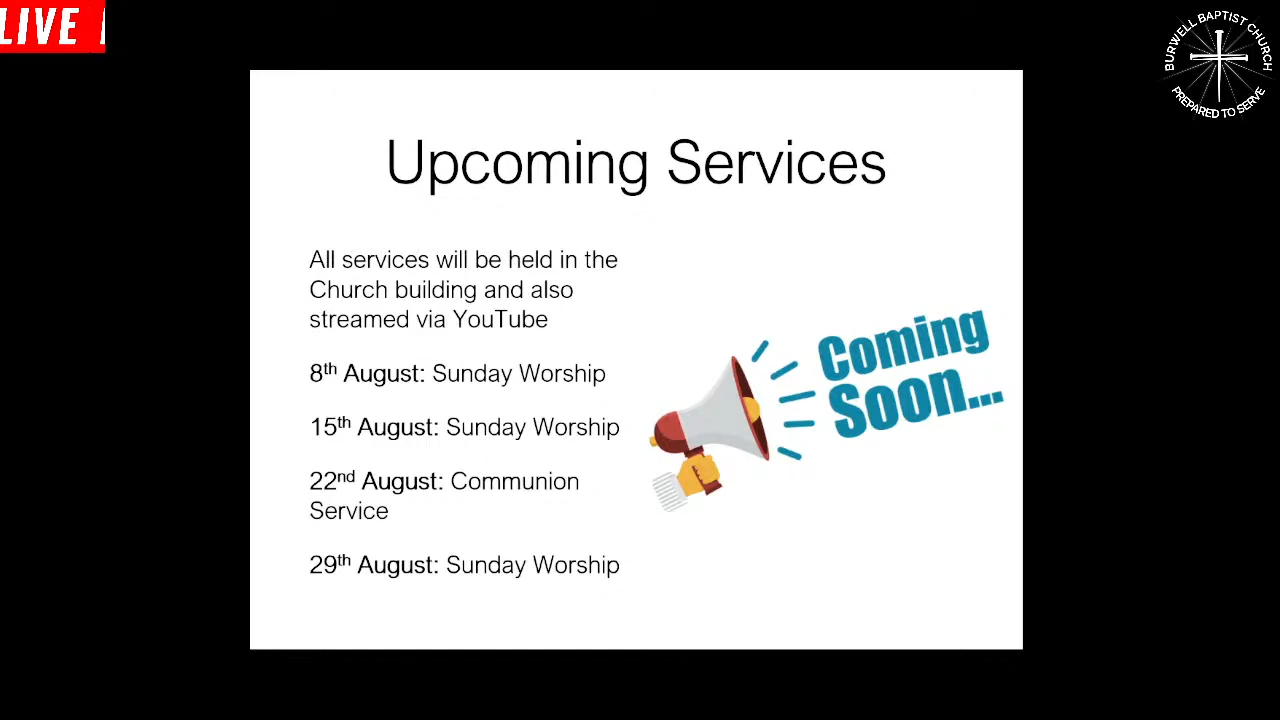 LIVE
BURWELL BAPTIST CHURCH
PREPARED TO SERVE
Upcoming Services
All services will be held in the
Church building and also
streamed via YouTube
8th August: Sunday Worship
15th August: Sunday Worship
22nd August: Communion
Service
29th August: Sunday Worship
Coming
Soon...